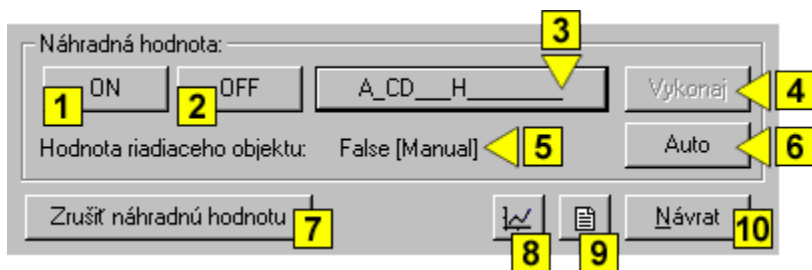 Náhradná hodnota:
3
ON
OFF
A_CD___H________
Vykonaj
1
2
4
Hodnota riadiaceho objektu:
False [Manual]
5
Auto
6
Zrušiť náhradnú hodnotu
7
8
9
Návrat
10